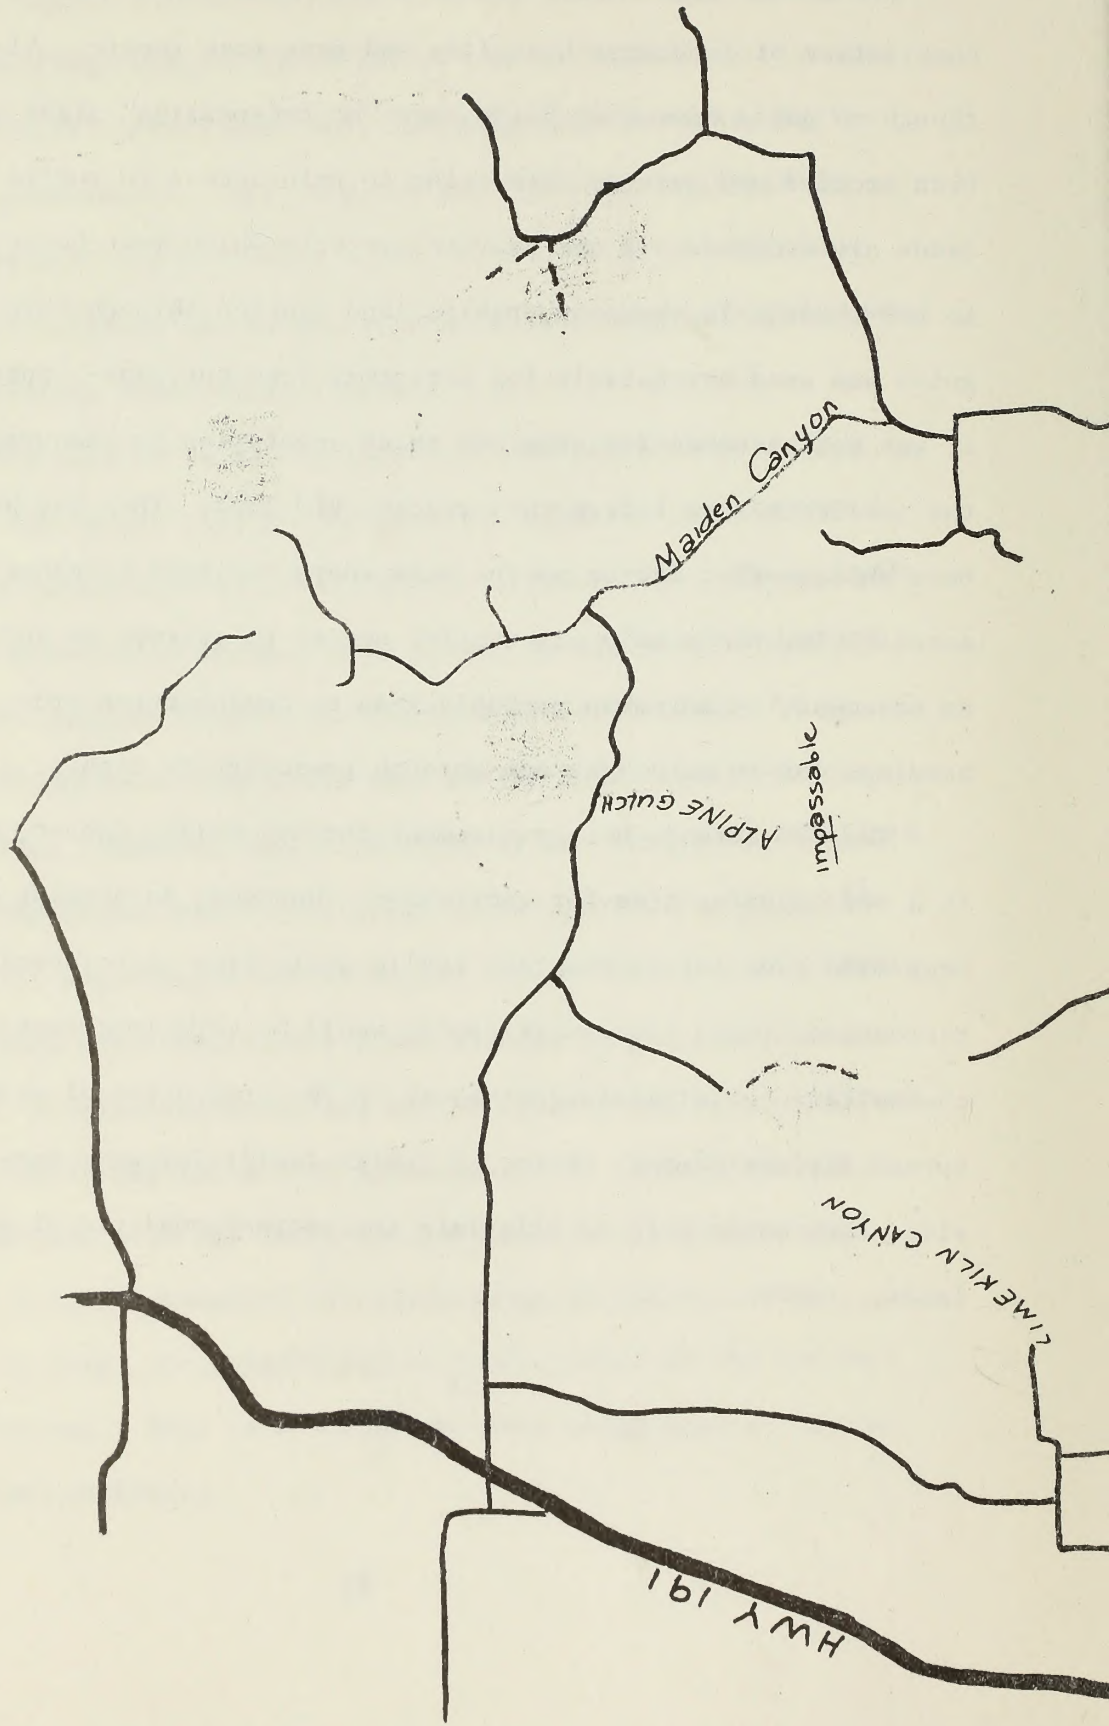 Maiden Canyon
ALPINE GULCH
impassable
LIMEKILN CANYON
HWY 191